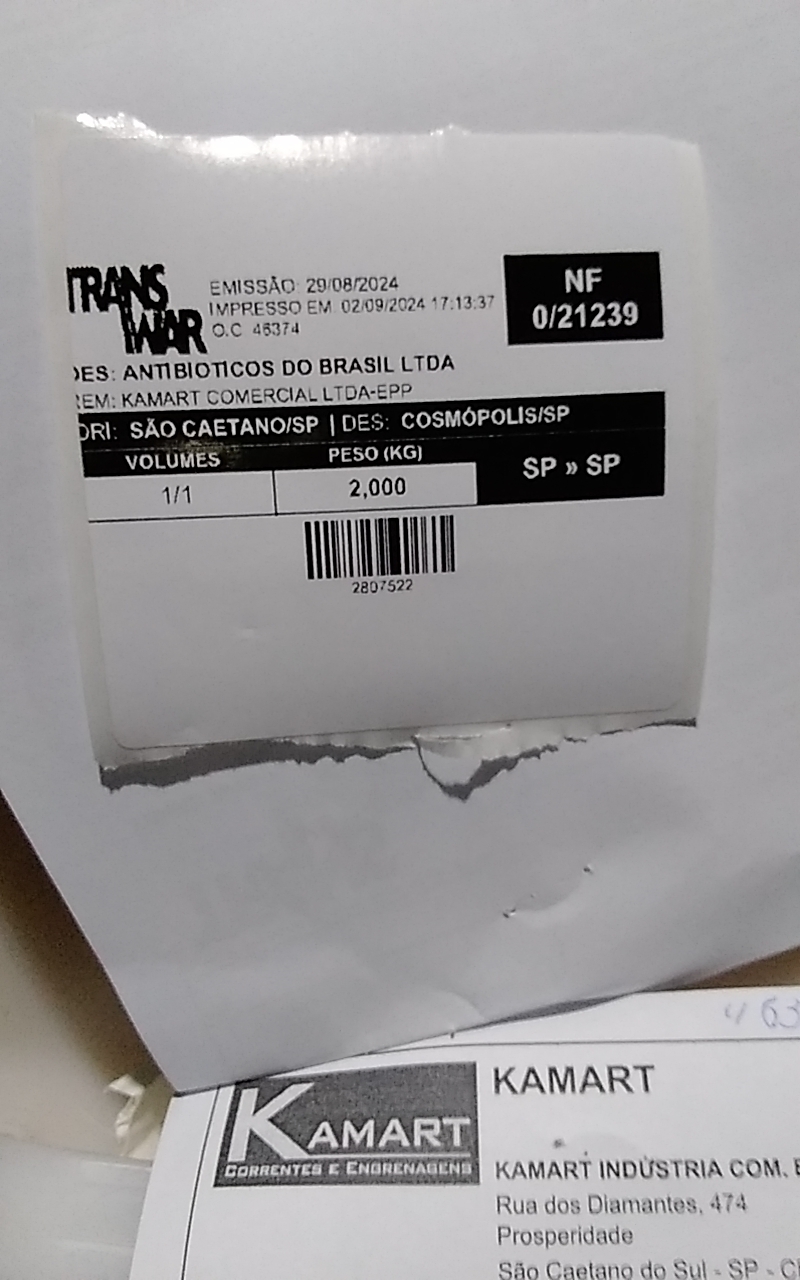 TRANS
WAR
EMISSÃO: 29/08/2024
IMPRESSO EM: 02/09/2024 17:13:37
O.C 46374
NF
0/21239
DES: ANTIBIOTICOS DO BRASIL LTDA
REM: KAMART COMERCIAL LTDA-EPP
ORI: SÃO CAETANO/SP | DES: COSMÓPOLIS/SP
VOLUMES
PESO (KG)
SP » SP
1/1
2,000
2807522
KAMART
CORRENTES E ENGRENAGENS
KAMART
KAMART INDÚSTRIA COM. E
Rua dos Diamantes, 474
Prosperidade
São Caetano do Sul - SP - C